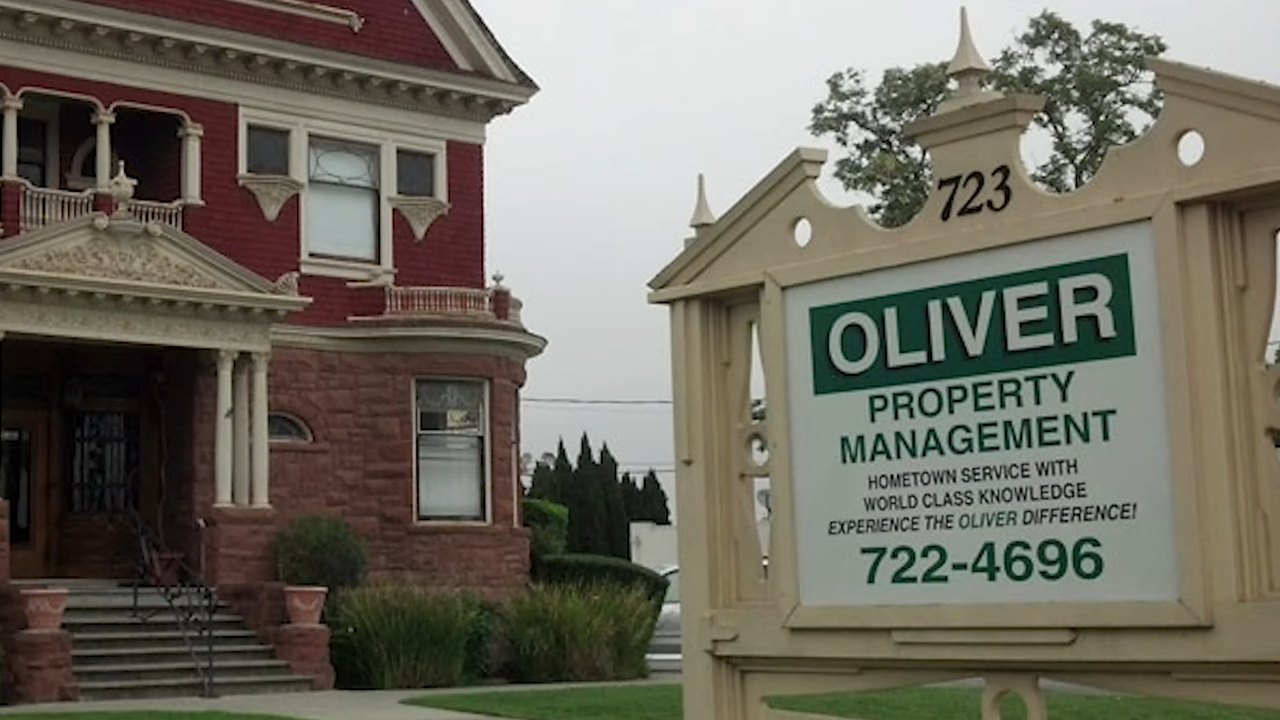 723
OLIVER
PROPERTY
MANAGEMENT
HOMETOWN SERVICE WITH
WORLD CLASS KNOWLEDGE
EXPERIENCE THE OLIVER DIFFERENCE!
722-4696